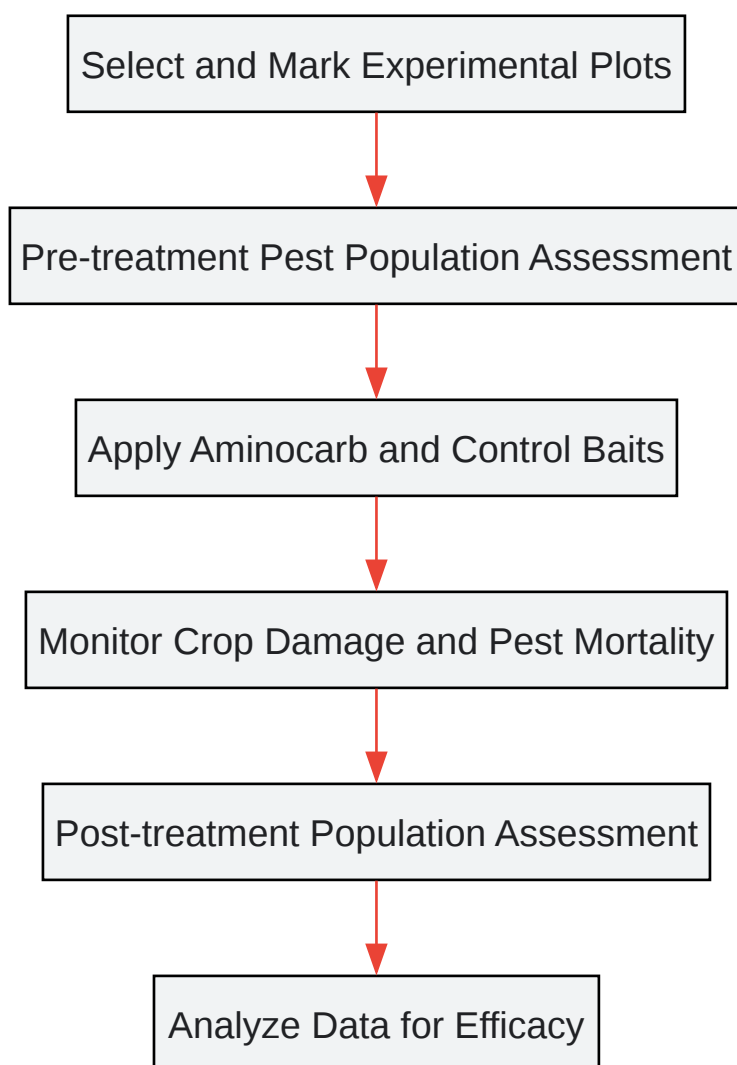 Select and Mark Experimental Plots
Pre-treatment Pest Population Assessment
Apply Aminocarb and Control Baits
Monitor Crop Damage and Pest Mortality
Post-treatment Population Assessment
Analyze Data for Efficacy